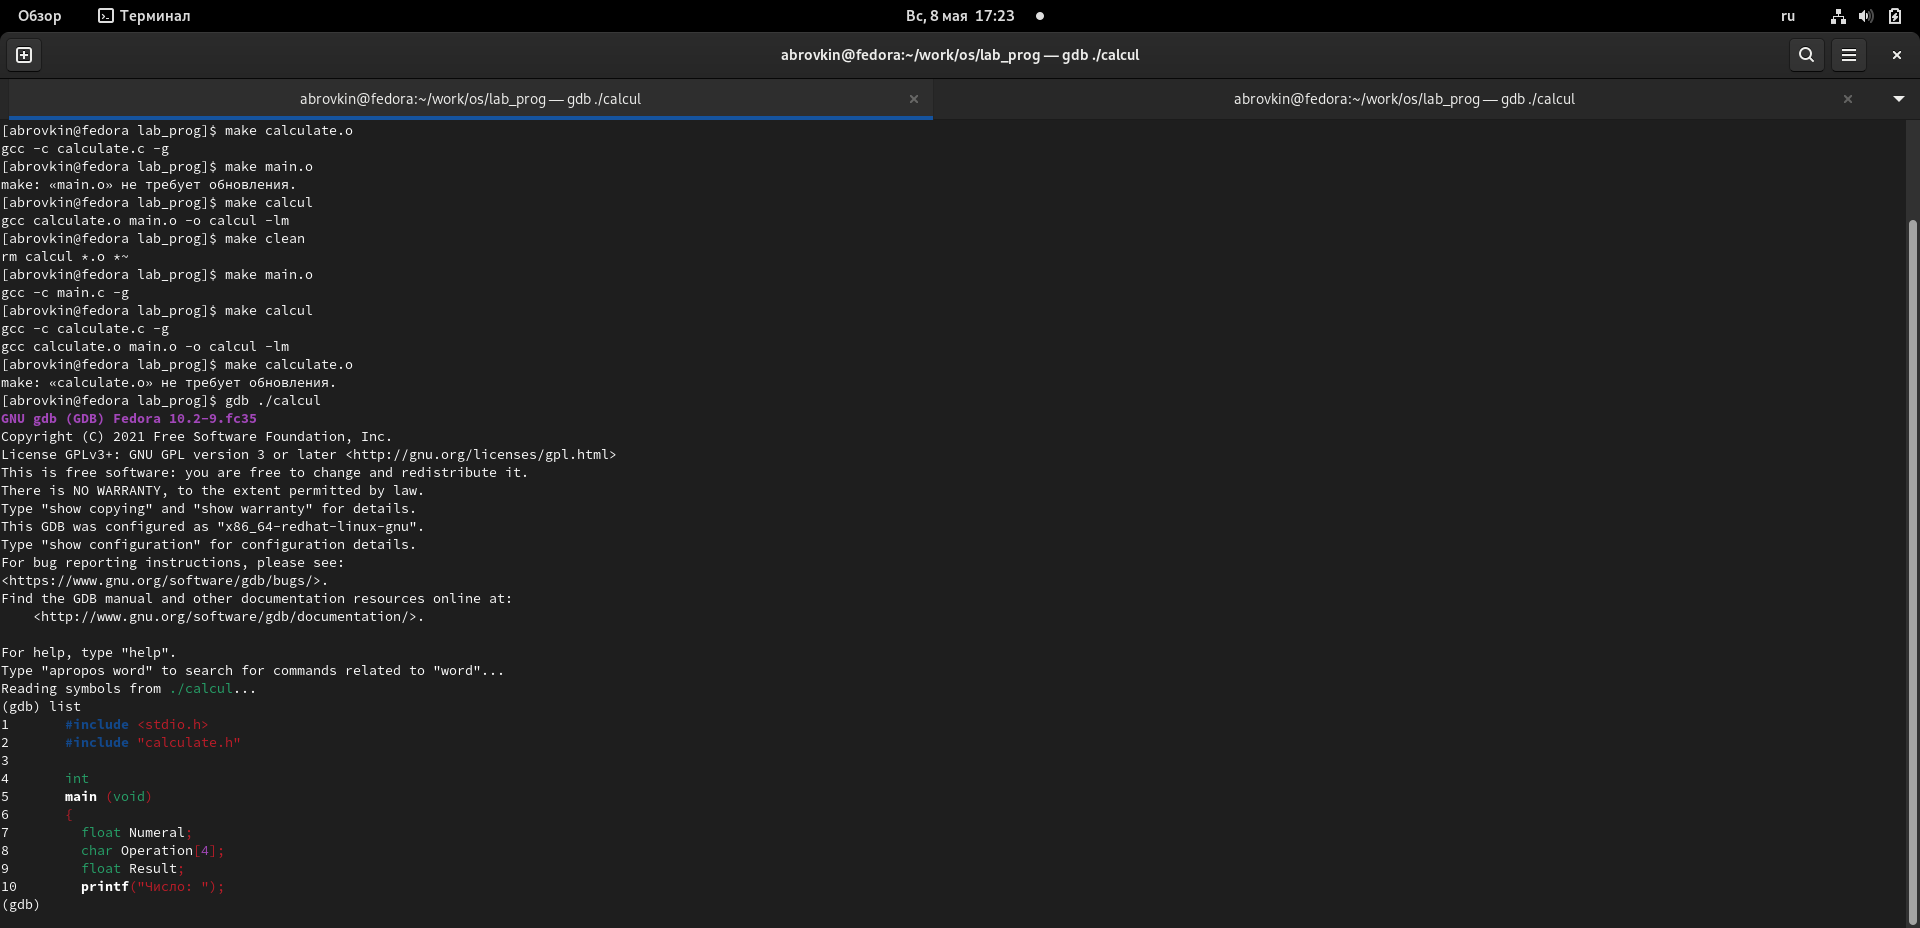 Обзор Терминал Вс, 8 мая 17:23 ru
abrovkin@fedora:~/work/os/lab_prog — gdb ./calcul
abrovkin@fedora:~/work/os/lab_prog — gdb ./calcul abrovkin@fedora:~/work/os/lab_prog — gdb ./calcul
[abrovkin@fedora lab_prog]$ make calculate.o
gcc -c calculate.c -g
[abrovkin@fedora lab_prog]$ make main.o
make: «main.o» не требует обновления.
[abrovkin@fedora lab_prog]$ make calcul
gcc calculate.o main.o -o calcul -lm
[abrovkin@fedora lab_prog]$ make clean
rm calcul *.o *~
[abrovkin@fedora lab_prog]$ make main.o
gcc -c main.c -g
[abrovkin@fedora lab_prog]$ make calcul
gcc -c calculate.c -g
gcc calculate.o main.o -o calcul -lm
[abrovkin@fedora lab_prog]$ make calculate.o
make: «calculate.o» не требует обновления.
[abrovkin@fedora lab_prog]$ gdb ./calcul
GNU gdb (GDB) Fedora 10.2-9.fc35
Copyright (C) 2021 Free Software Foundation, Inc.
License GPLv3+: GNU GPL version 3 or later <http://gnu.org/licenses/gpl.html>
This is free software: you are free to change and redistribute it.
There is NO WARRANTY, to the extent permitted by law.
Type "show copying" and "show warranty" for details.
This GDB was configured as "x86_64-redhat-linux-gnu".
Type "show configuration" for configuration details.
For bug reporting instructions, please see:
<https://www.gnu.org/software/gdb/bugs/>.
Find the GDB manual and other documentation resources online at:
    <http://www.gnu.org/software/gdb/documentation/>.

For help, type "help".
Type "apropos word" to search for commands related to "word"...
Reading symbols from ./calcul...
(gdb) list
1       #include <stdio.h>
2       #include "calculate.h"
3
4       int
5       main (void)
6       {
7         float Numeral;
8         char Operation[4];
9         float Result;
10        printf("Число: ");
(gdb)